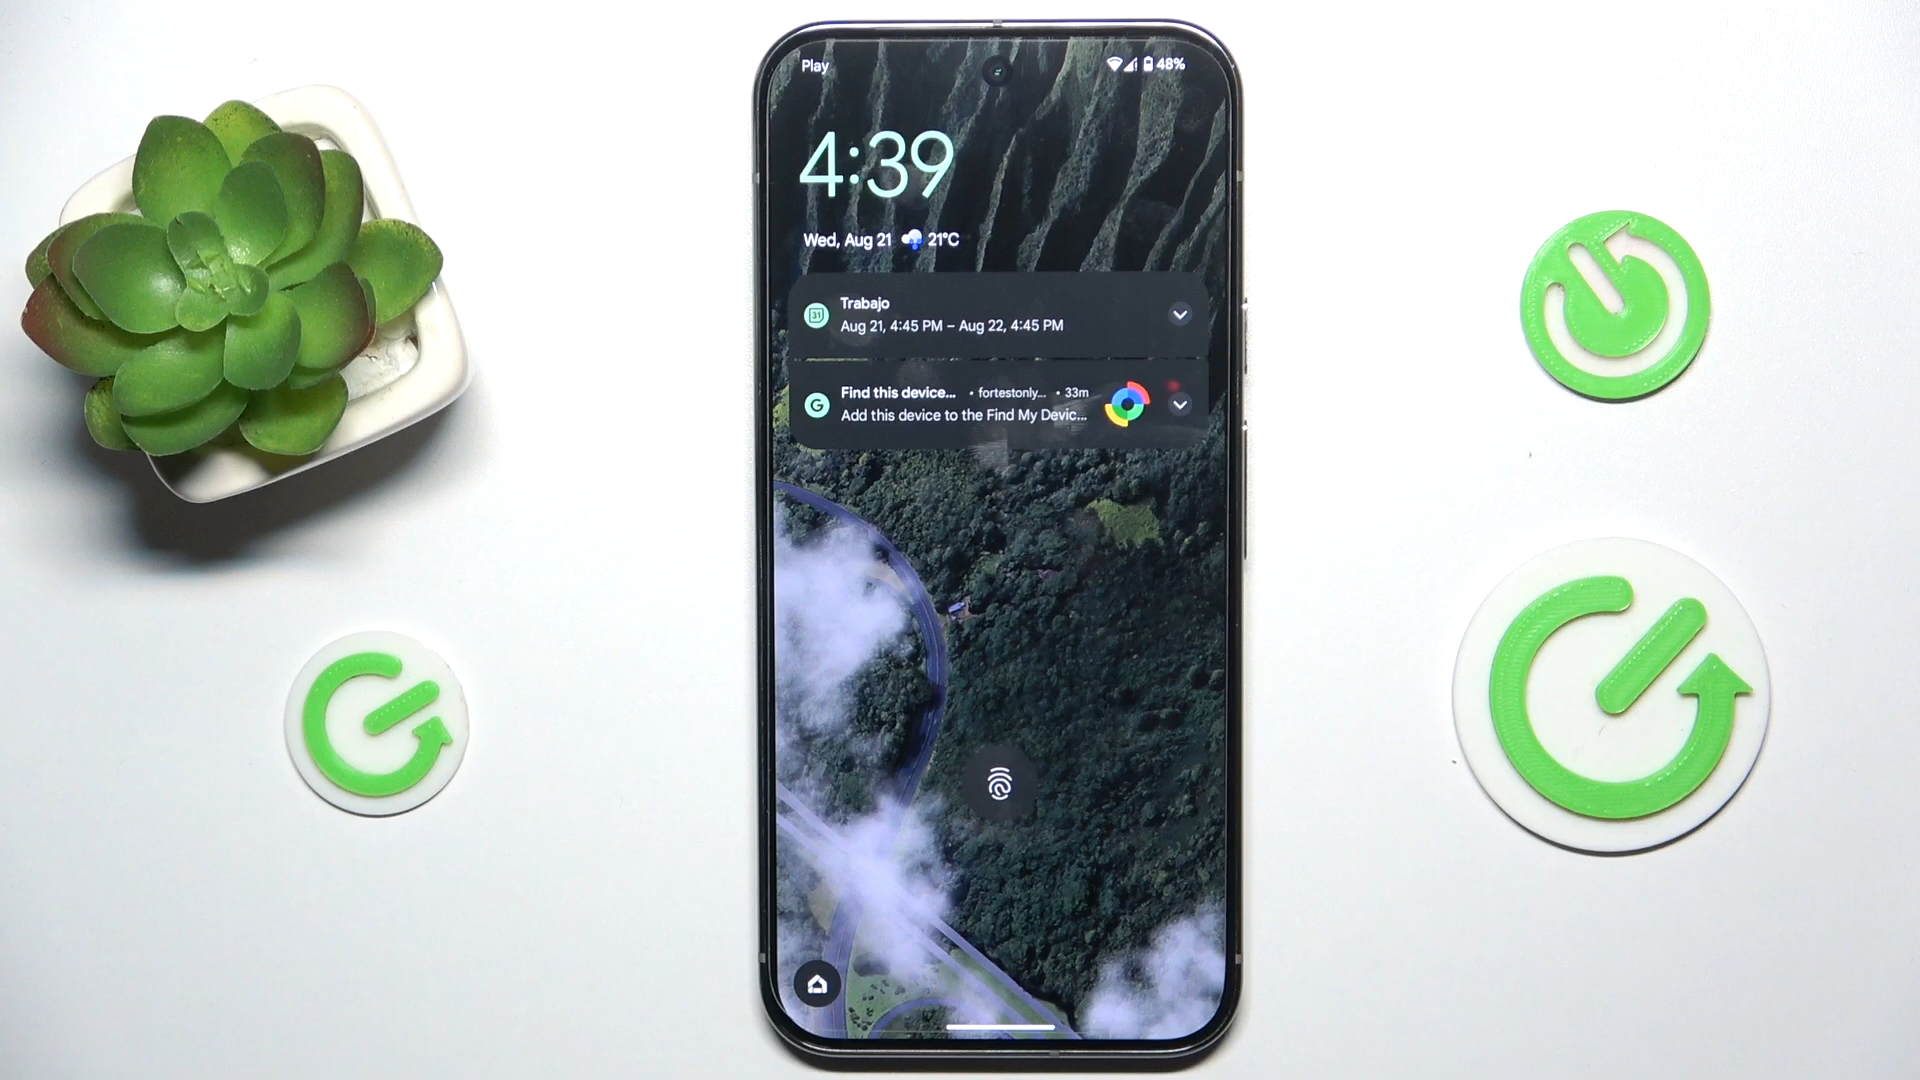 Play
48%
4:39
Wed, Aug 21 21°C
31
Trabajo
Aug 21, 4:45 PM – Aug 22, 4:45 PM
G
Find this device... • fortestonly... • 33m
Add this device to the Find My Devic...